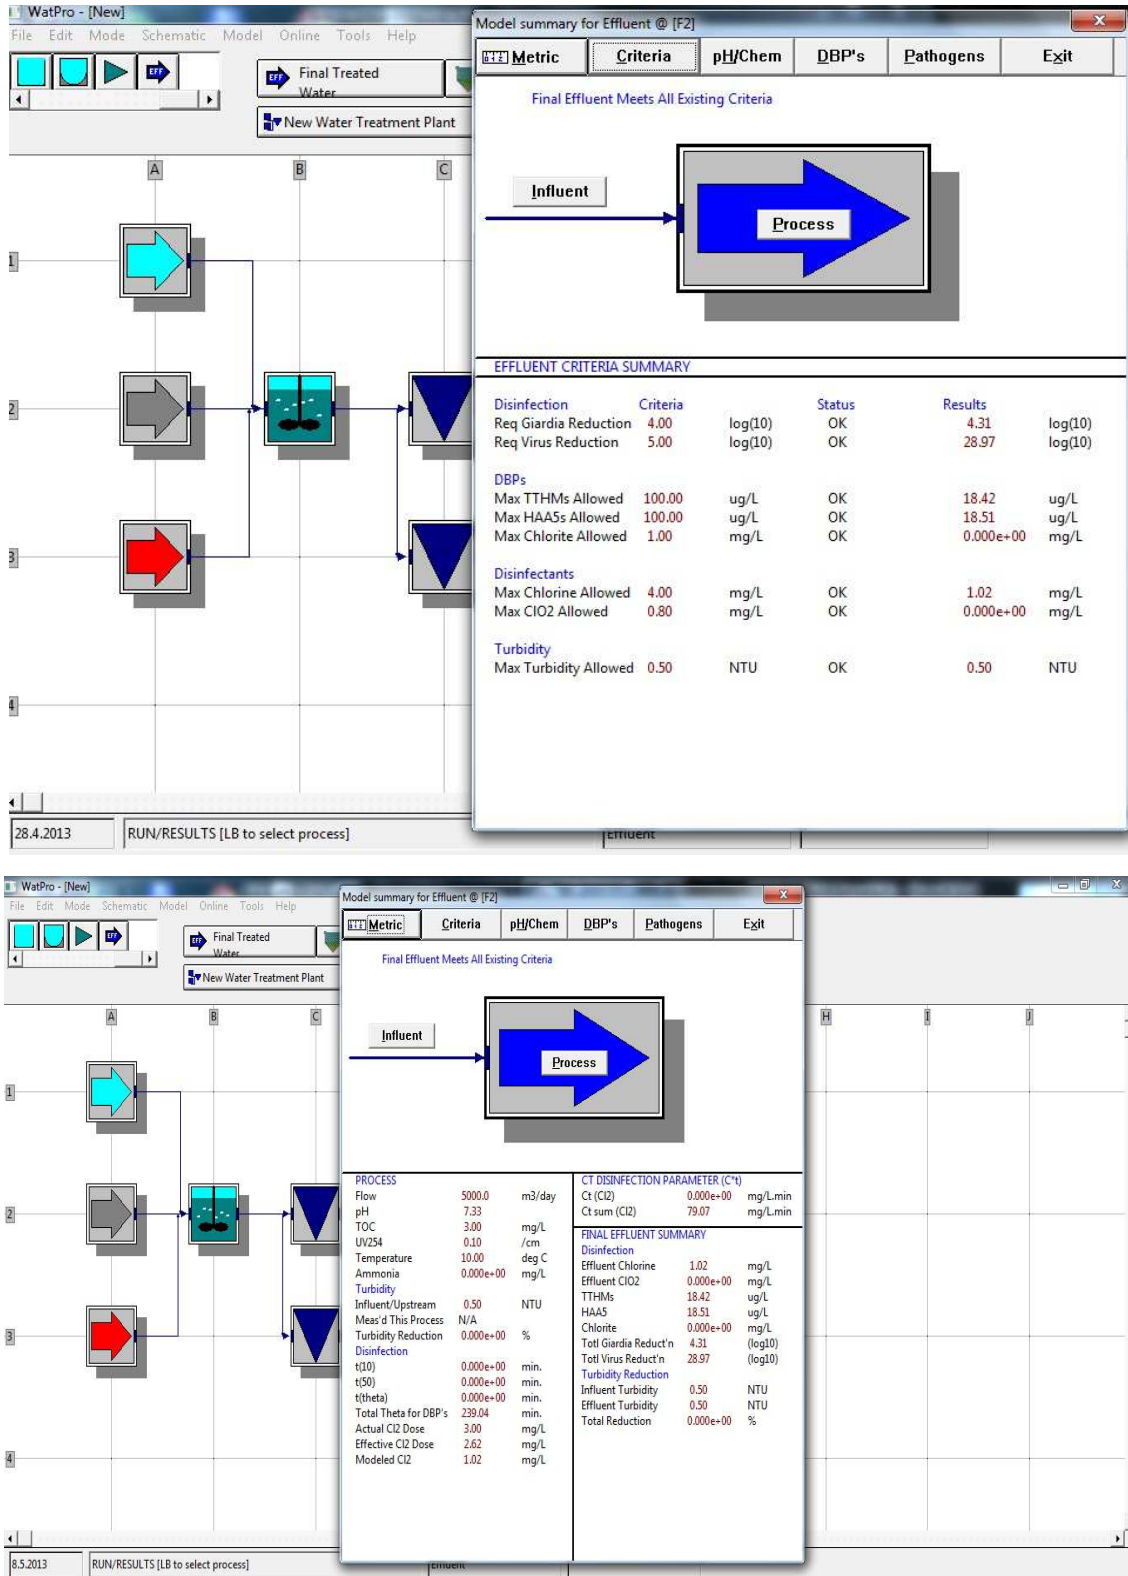 WatPro - [New]
File Edit Mode Schematic Model Online Tools Help
EFF
EFF Final Treated
Water
New Water Treatment Plant
A B C
1
2
3
4
28.4.2013 RUN/RESULTS [LB to select process] Effluent
Model summary for Effluent @ [F2]
Metric Criteria pH/Chem DBP's Pathogens Exit
Final Effluent Meets All Existing Criteria
Influent
Process
EFFLUENT CRITERIA SUMMARY
Disinfection Criteria Status Results
Req Giardia Reduction 4.00 log(10) OK 4.31 log(10)
Req Virus Reduction 5.00 log(10) OK 28.97 log(10)
DBPs
Max TTHMs Allowed 100.00 ug/L OK 18.42 ug/L
Max HAA5s Allowed 100.00 ug/L OK 18.51 ug/L
Max Chlorite Allowed 1.00 mg/L OK 0.000e+00 mg/L
Disinfectants
Max Chlorine Allowed 4.00 mg/L OK 1.02 mg/L
Max ClO2 Allowed 0.80 mg/L OK 0.000e+00 mg/L
Turbidity
Max Turbidity Allowed 0.50 NTU OK 0.50 NTU
WatPro - [New]
File Edit Mode Schematic Model Online Tools Help
EFF
EFF Final Treated
Water
New Water Treatment Plant
A B C H I J
1
2
3
4
8.5.2013 RUN/RESULTS [LB to select process] Effluent
Model summary for Effluent @ [F2]
Metric Criteria pH/Chem DBP's Pathogens Exit
Final Effluent Meets All Existing Criteria
Influent
Process
PROCESS
Flow 5000.0 m3/day
pH 7.33
TOC 3.00 mg/L
UV254 0.10 /cm
Temperature 10.00 deg C
Ammonia 0.000e+00 mg/L
Turbidity
Influent/Upstream 0.50 NTU
Meas'd This Process N/A
Turbidity Reduction 0.000e+00 %
Disinfection
t(10) 0.000e+00 min.
t(50) 0.000e+00 min.
t(theta) 0.000e+00 min.
Total Theta for DBP's 239.04 min.
Actual Cl2 Dose 3.00 mg/L
Effective Cl2 Dose 2.62 mg/L
Modeled Cl2 1.02 mg/L
CT DISINFECTION PARAMETER (C*t)
Ct (Cl2) 0.000e+00 mg/L.min
Ct sum (Cl2) 79.07 mg/L.min
FINAL EFFLUENT SUMMARY
Disinfection
Effluent Chlorine 1.02 mg/L
Effluent ClO2 0.000e+00 mg/L
TTHMs 18.42 ug/L
HAA5 18.51 ug/L
Chlorite 0.000e+00 mg/L
Totl Giardia Reduct'n 4.31 (log10)
Totl Virus Reduct'n 28.97 (log10)
Turbidity Reduction
Influent Turbidity 0.50 NTU
Effluent Turbidity 0.50 NTU
Total Reduction 0.000e+00 %